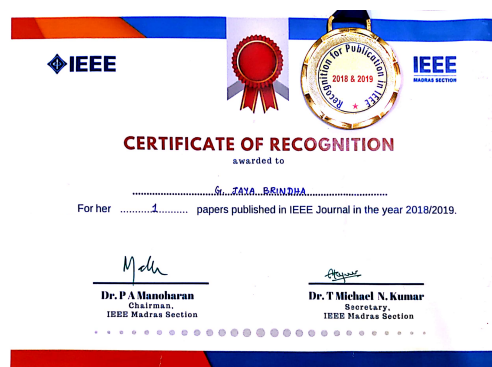 IEEE
Recognition for Publication in IEEE
2018 & 2019
IEEE
MADRAS SECTION
CERTIFICATE OF RECOGNITION
awarded to
G. JAYA BRINDHA
For her ...........1.......... papers published in IEEE Journal in the year 2018/2019.
Dr. P A Manoharan
Chairman,
IEEE Madras Section
Dr. T Michael N. Kumar
Secretary,
IEEE Madras Section